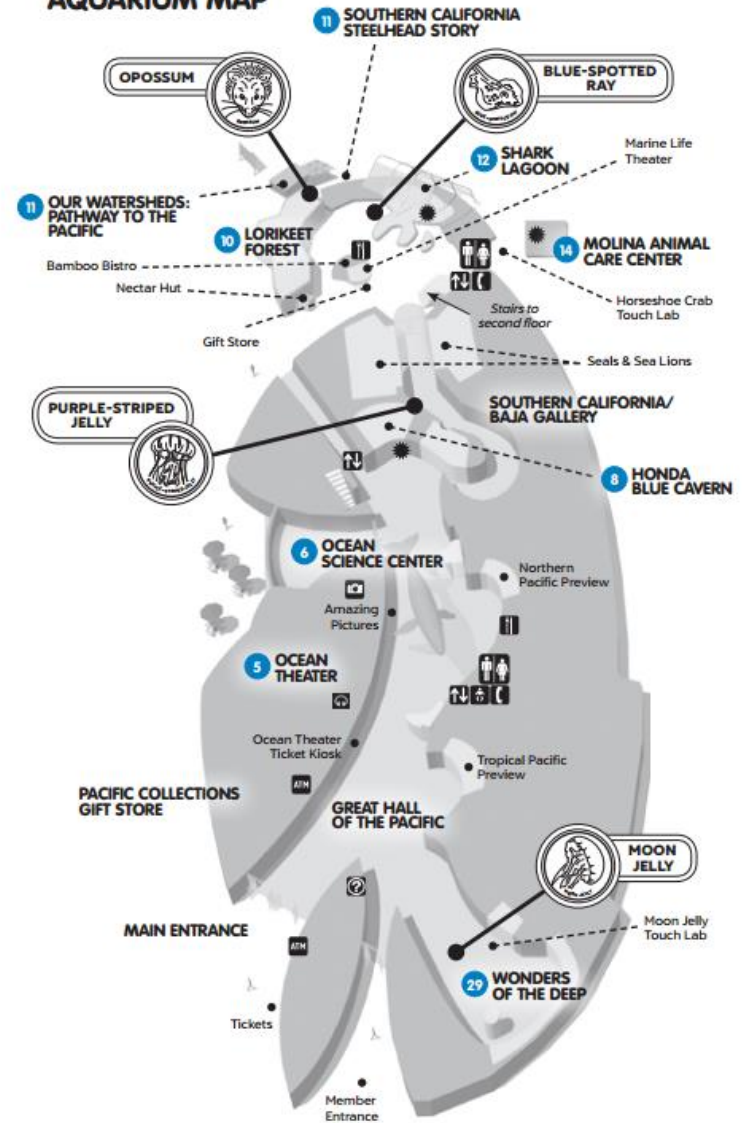 AQUARIUM MAP
11 SOUTHERN CALIFORNIA
STEELHEAD STORY
OPOSSUM
BLUE-SPOTTED
RAY
12 SHARK
LAGOON
Marine Life
Theater
11 OUR WATERSHEDS:
PATHWAY TO THE
PACIFIC
10 LORIKEET
FOREST
14 MOLINA ANIMAL
CARE CENTER
Bamboo Bistro
Nectar Hut
Gift Store
Stairs to
second floor
Horseshoe Crab
Touch Lab
Seals & Sea Lions
PURPLE-STRIPED
JELLY
SOUTHERN CALIFORNIA/
BAJA GALLERY
8 HONDA
BLUE CAVERN
6 OCEAN
SCIENCE CENTER
Northern
Pacific Preview
Amazing
Pictures
5 OCEAN
THEATER
Ocean Theater
Ticket Kiosk
Tropical Pacific
Preview
ATM
PACIFIC COLLECTIONS
GIFT STORE
GREAT HALL
OF THE PACIFIC
MOON
JELLY
?
MAIN ENTRANCE
ATM
Moon Jelly
Touch Lab
29 WONDERS
OF THE DEEP
Tickets
Member
Entrance